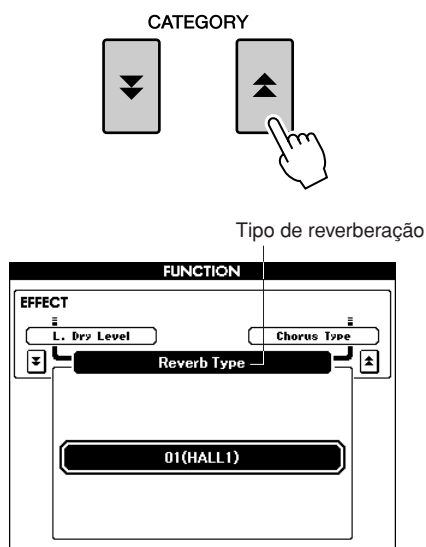 CATEGORY
Tipo de reverberação
FUNCTION
EFFECT
L. Dry Level
Chorus Type
Reverb Type
01(HALL1)